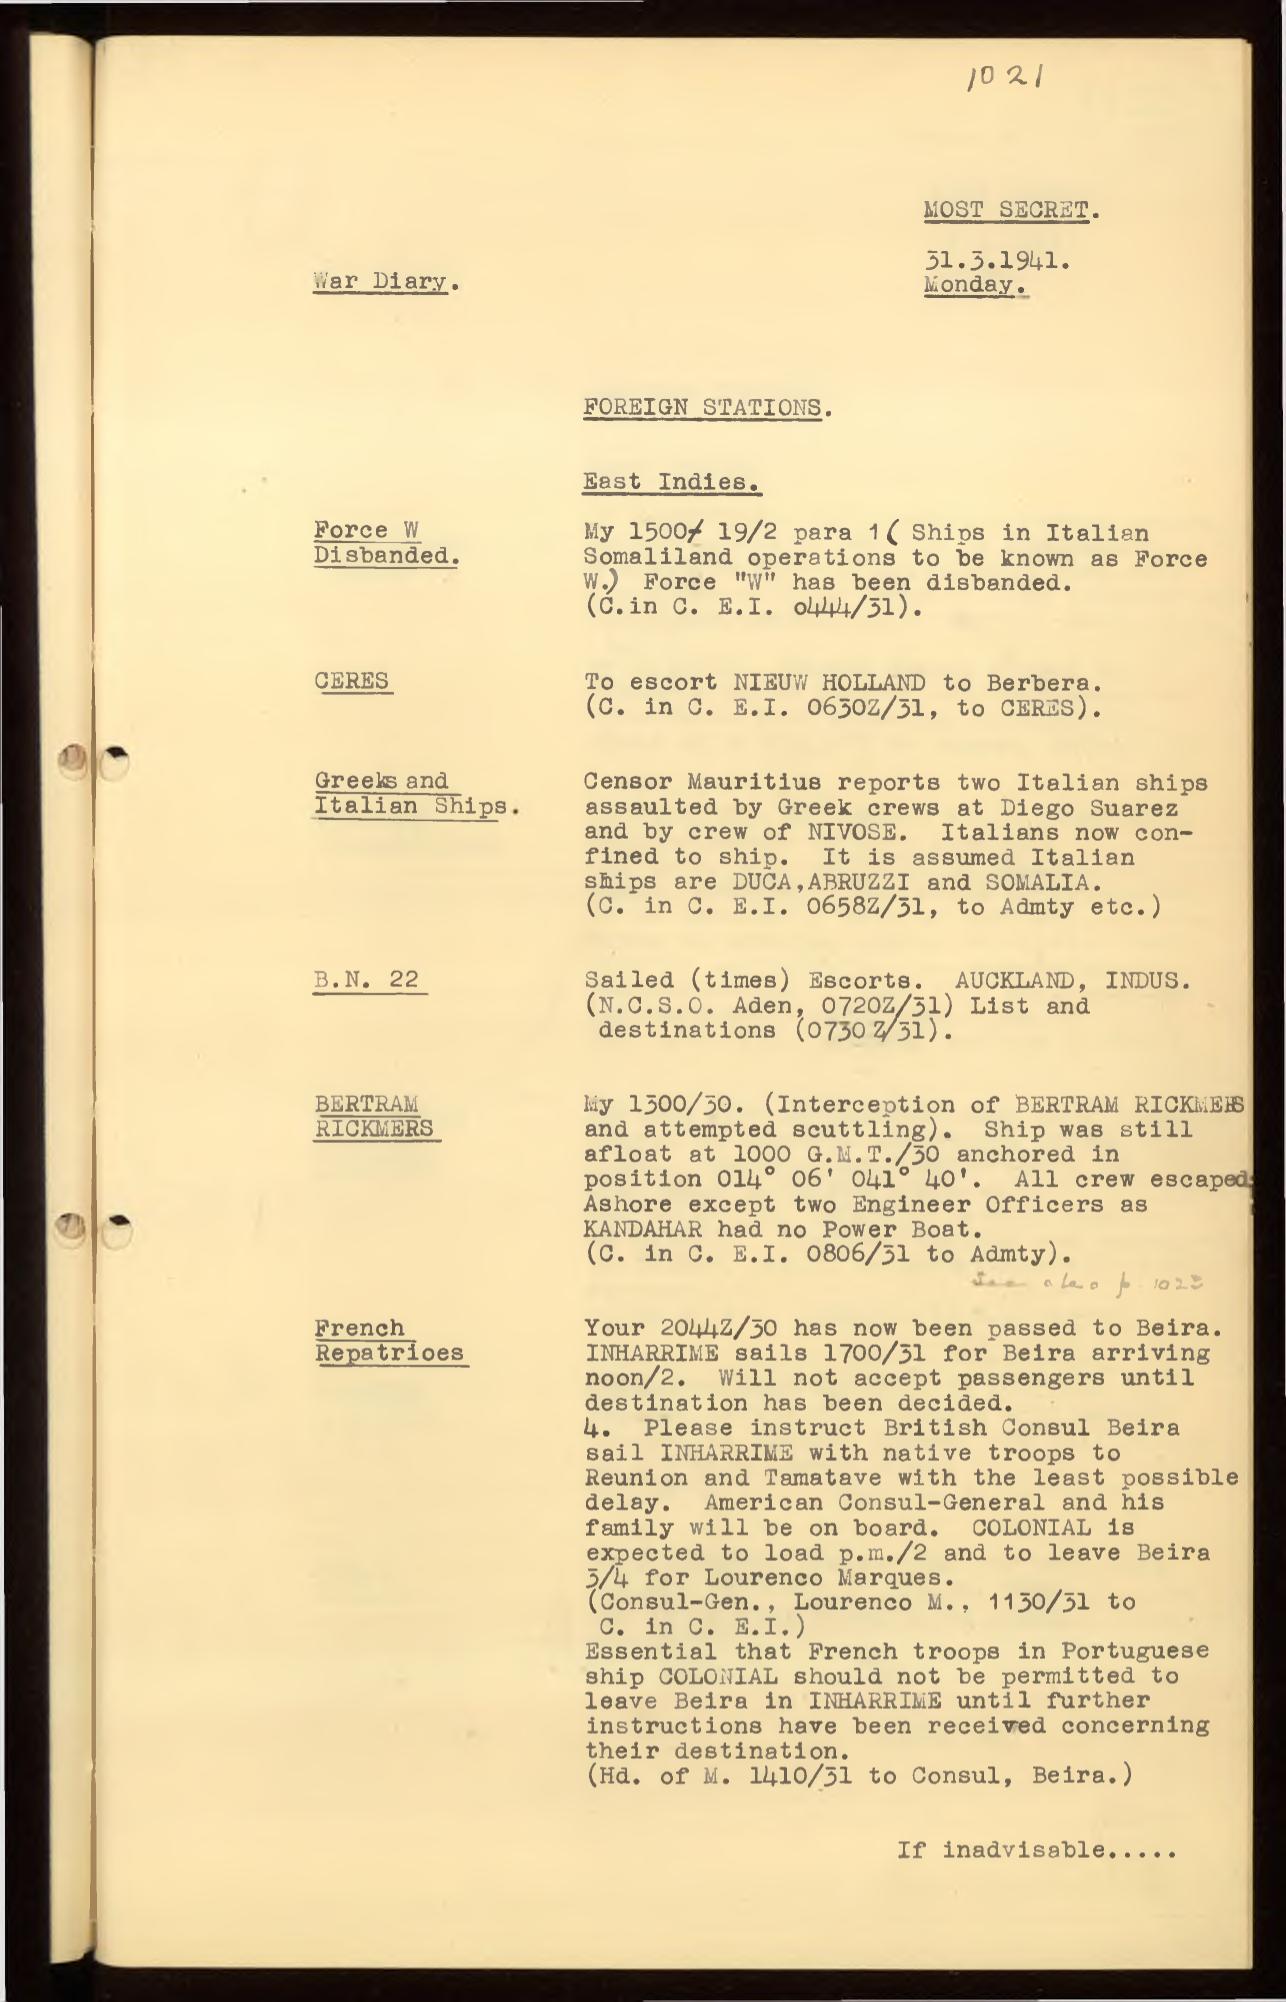 1021
MOST SECRET.
31.3.1941.
War Diary.
Monday.
FOREIGN STATIONS.
East Indies.
Force W
Disbanded.
My 1500/ 19/2 para 1 ( Ships in Italian
Somaliland operations to be known as Force
W.) Force "W" has been disbanded.
(C.in C. E.I. 0444/31).
CERES
To escort NIEUW HOLLAND to Berbera.
(C. in C. E.I. 0630Z/31, to CERES).
Greeks and
Italian Ships.
Censor Mauritius reports two Italian ships
assaulted by Greek crews at Diego Suarez
and by crew of NIVOSE. Italians now con-
fined to ship. It is assumed Italian
ships are DUCA,ABRUZZI and SOMALIA.
(C. in C. E.I. 0658Z/31, to Admty etc.)
B.N. 22
Sailed (times) Escorts. AUCKLAND, INDUS.
(N.C.S.O. Aden, 0720Z/31) List and
destinations (0730Z/31).
BERTRAM
RICKMERS
My 1300/30. (Interception of BERTRAM RICKMERS
and attempted scuttling). Ship was still
afloat at 1000 G.M.T./30 anchored in
position 014° 06' 041° 40'. All crew escaped
Ashore except two Engineer Officers as
KANDAHAR had no Power Boat.
(C. in C. E.I. 0806/31 to Admty).
See also p. 1023
French
Repatrioes
Your 2044Z/30 has now been passed to Beira.
INHARRIME sails 1700/31 for Beira arriving
noon/2. Will not accept passengers until
destination has been decided.
4. Please instruct British Consul Beira
sail INHARRIME with native troops to
Reunion and Tamatave with the least possible
delay. American Consul-General and his
family will be on board. COLONIAL is
expected to load p.m./2 and to leave Beira
3/4 for Lourenco Marques.
(Consul-Gen., Lourenco M., 1130/31 to
C. in C. E.I.)
Essential that French troops in Portuguese
ship COLONIAL should not be permitted to
leave Beira in INHARRIME until further
instructions have been received concerning
their destination.
(Hd. of M. 1410/31 to Consul, Beira.)
If inadvisable.....